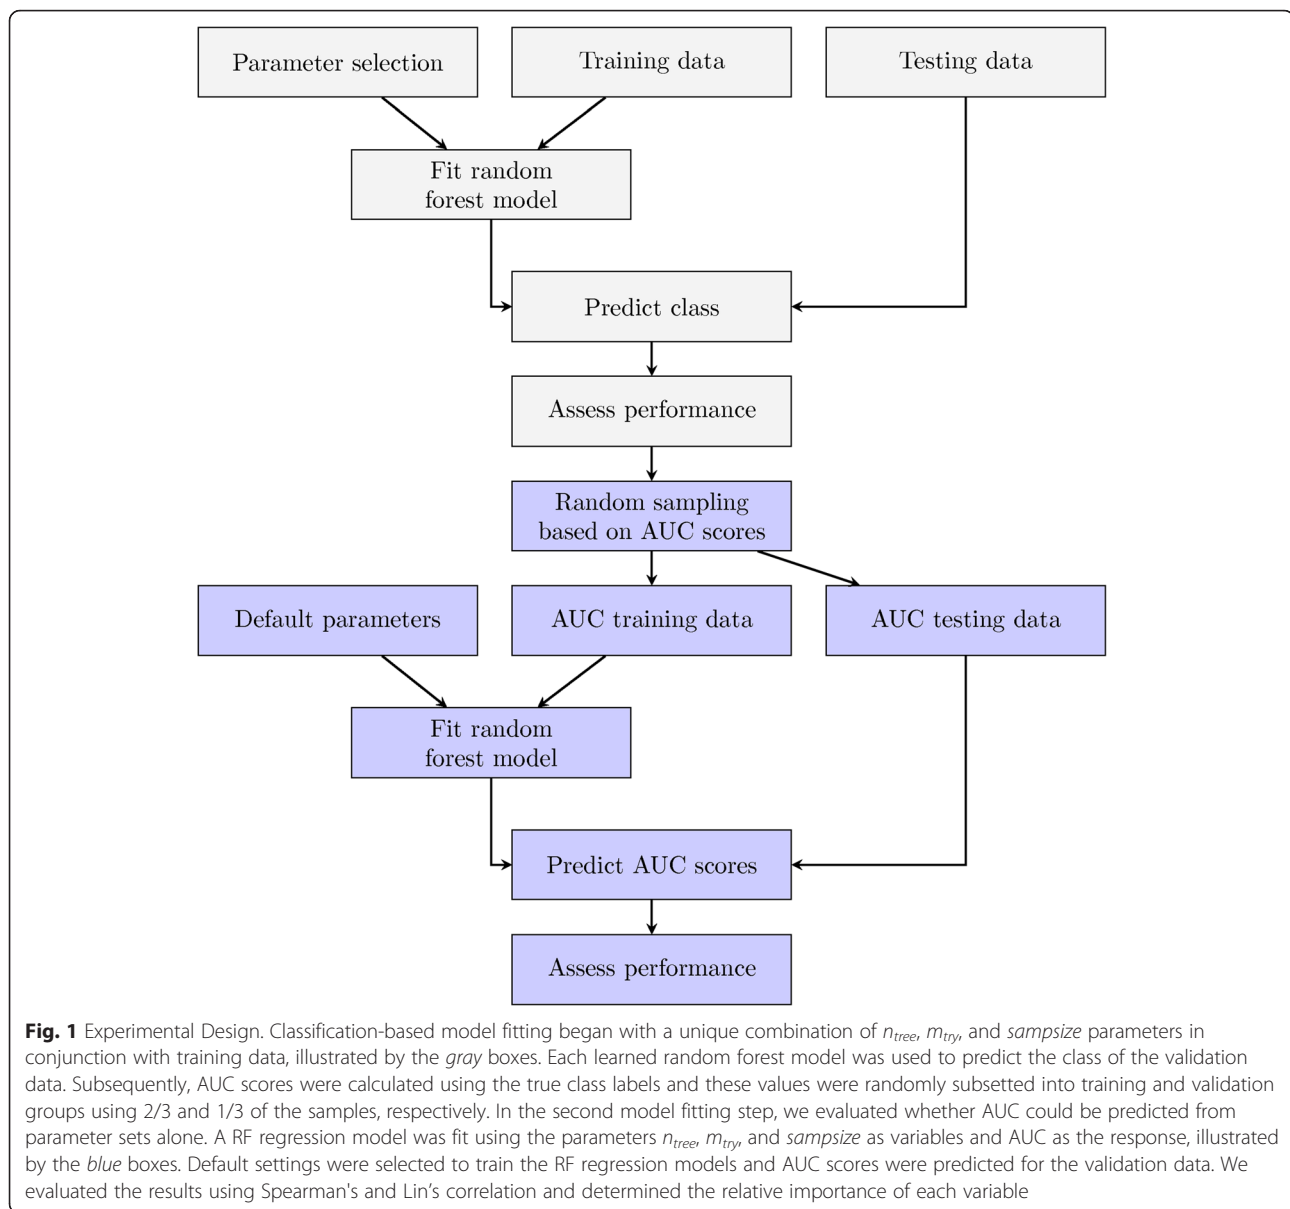 Parameter selection
Training data
Testing data
Fit random
forest model
Predict class
Assess performance
Random sampling
based on AUC scores
Default parameters
AUC training data
AUC testing data
Fit random
forest model
Predict AUC scores
Assess performance
Fig. 1 Experimental Design. Classification-based model fitting began with a unique combination of ntree, mtry, and sampsize parameters in
conjunction with training data, illustrated by the gray boxes. Each learned random forest model was used to predict the class of the validation
data. Subsequently, AUC scores were calculated using the true class labels and these values were randomly subsetted into training and validation
groups using 2/3 and 1/3 of the samples, respectively. In the second model fitting step, we evaluated whether AUC could be predicted from
parameter sets alone. A RF regression model was fit using the parameters ntree, mtry, and sampsize as variables and AUC as the response, illustrated
by the blue boxes. Default settings were selected to train the RF regression models and AUC scores were predicted for the validation data. We
evaluated the results using Spearman's and Lin’s correlation and determined the relative importance of each variable